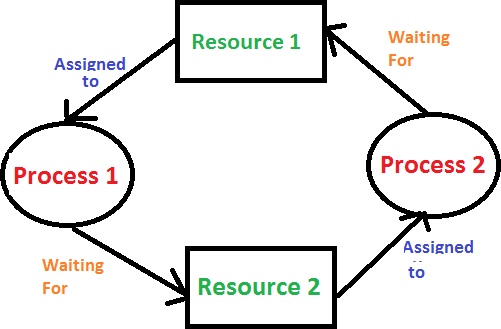 Resource 1
Waiting
For
Assigned
to
Process 1
Process 2
Waiting
For
Resource 2
Assigned
to